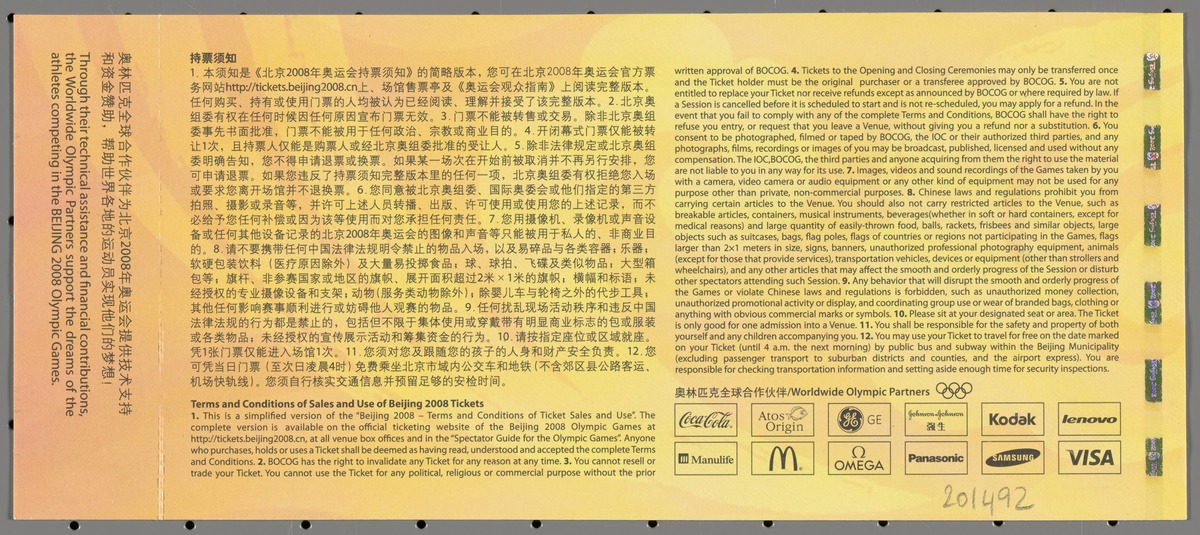 奥林匹克全球合作伙伴为北京2008年奥运会提供技术支持
和资金赞助，帮助世界各地的运动员实现他们的梦想！
Through their technical assistance and financial contributions,
the Worldwide Olympic Partners support the dreams of the
athletes competing in the BEIJING 2008 Olympic Games.
持票须知
1. 本须知是《北京2008年奥运会持票须知》的简略版本，您可在北京2008年奥运会官方票
务网站http://tickets.beijing2008.cn上、场馆售票亭及《奥运会观众指南》上阅读完整版本。
任何购买、持有或使用门票的人均被认为已经阅读、理解并接受了该完整版本。2. 北京奥
组委有权在任何时候因任何原因宣布门票无效。3. 门票不能被转售或交易。除非北京奥组
委事先书面批准，门票不能被用于任何政治、宗教或商业目的。4. 开闭幕式门票仅能被转
让1次，且持票人仅能是购票人或经北京奥组委批准的受让人。5. 除非法律规定或北京奥组
委明确告知，您不得申请退票或换票。如果某一场次在开始前被取消并不再另行安排，您
可申请退票。如果您违反了持票须知完整版本里的任何一项，北京奥组委有权拒绝您入场
或要求您离开场馆并不退换票。6. 您同意被北京奥组委、国际奥委会或他们指定的第三方
拍照、摄影或录音等，并许可上述人员转播、出版、许可使用或使用您的上述记录，而不
必给予您任何补偿或因为该等使用而对您承担任何责任。7. 您用摄像机、录像机或声音设
备或任何其他设备记录的北京2008年奥运会的图像和声音等只能被用于私人的、非商业目
的。8. 请不要携带任何中国法律法规明令禁止的物品入场，以及易碎品与各类容器；乐器；
软硬包装饮料（医疗原因除外）及大量易投掷食品；球、球拍、飞碟及类似物品；大型箱
包等；旗杆、非参赛国家或地区的旗帜、展开面积超过2米×1米的旗帜；横幅和标语；未
经授权的专业摄像设备和支架；动物（服务类动物除外）；除婴儿车与轮椅之外的代步工具；
其他任何影响赛事顺利进行或妨碍他人观赛的物品。9. 任何扰乱现场活动秩序和违反中国
法律法规的行为都是禁止的，包括但不限于集体使用或穿戴带有明显商业标志的包或服装
或各类物品；未经授权的宣传展示活动和筹集资金的行为。10. 请按指定座位或区域就座。
凭1张门票仅能进入场馆1次。11. 您须对您及跟随您的孩子的人身和财产安全负责。12. 您
可凭当日门票（至次日凌晨4时）免费乘坐北京市域内公交车和地铁（不含郊区县公路客运、
机场快轨线）。您须自行核实交通信息并预留足够的安检时间。
Terms and Conditions of Sales and Use of Beijing 2008 Tickets
1. This is a simplified version of the "Beijing 2008 – Terms and Conditions of Ticket Sales and Use". The
complete version is available on the official ticketing website of the Beijing 2008 Olympic Games at
http://tickets.beijing2008.cn, at all venue box offices and in the "Spectator Guide for the Olympic Games". Anyone
who purchases, holds or uses a Ticket shall be deemed as having read, understood and accepted the complete Terms
and Conditions. 2. BOCOG has the right to invalidate any Ticket for any reason at any time. 3. You cannot resell or
trade your Ticket. You cannot use the Ticket for any political, religious or commercial purpose without the prior
written approval of BOCOG. 4. Tickets to the Opening and Closing Ceremonies may only be transferred once
and the Ticket holder must be the original purchaser or a transferee approved by BOCOG. 5. You are not
entitled to replace your Ticket nor receive refunds except as announced by BOCOG or where required by law. If
a Session is cancelled before it is scheduled to start and is not re-scheduled, you may apply for a refund. In the
event that you fail to comply with any of the complete Terms and Conditions, BOCOG shall have the right to
refuse you entry, or request that you leave a Venue, without giving you a refund nor a substitution. 6. You
consent to be photographed, filmed or taped by BOCOG, the IOC or their authorized third parties, and any
photographs, films, recordings or images of you may be broadcast, published, licensed and used without any
compensation. The IOC,BOCOG, the third parties and anyone acquiring from them the right to use the material
are not liable to you in any way for its use. 7. Images, videos and sound recordings of the Games taken by you
with a camera, video camera or audio equipment or any other kind of equipment may not be used for any
purpose other than private, non-commercial purposes. 8. Chinese laws and regulations prohibit you from
carrying certain articles to the Venue. You should also not carry restricted articles to the Venue, such as
breakable articles, containers, musical instruments, beverages(whether in soft or hard containers, except for
medical reasons) and large quantity of easily-thrown food, balls, rackets, frisbees and similar objects, large
objects such as suitcases, bags, flag poles, flags of countries or regions not participating in the Games, flags
larger than 2×1 meters in size, signs, banners, unauthorized professional photography equipment, animals
(except for those that provide services), transportation vehicles, devices or equipment (other than strollers and
wheelchairs), and any other articles that may affect the smooth and orderly progress of the Session or disturb
other spectators attending such Session. 9. Any behavior that will disrupt the smooth and orderly progress of
the Games or violate Chinese laws and regulations is forbidden, such as unauthorized money collection,
unauthorized promotional activity or display, and coordinating group use or wear of branded bags, clothing or
anything with obvious commercial marks or symbols. 10. Please sit at your designated seat or area. The Ticket
is only good for one admission into a Venue. 11. You shall be responsible for the safety and property of both
yourself and any children accompanying you. 12. You may use your Ticket to travel for free on the date marked
on your Ticket (until 4 a.m. the next morning) by public bus and subway within the Beijing Municipality
(excluding passenger transport to suburban districts and counties, and the airport express). You are
responsible for checking transportation information and setting aside enough time for security inspections.
奥林匹克全球合作伙伴/Worldwide Olympic Partners
Coca-Cola
Atos Origin
GE
Johnson & Johnson 强生
Kodak
lenovo
Manulife
M
Ω OMEGA
Panasonic
SAMSUNG
VISA
201492